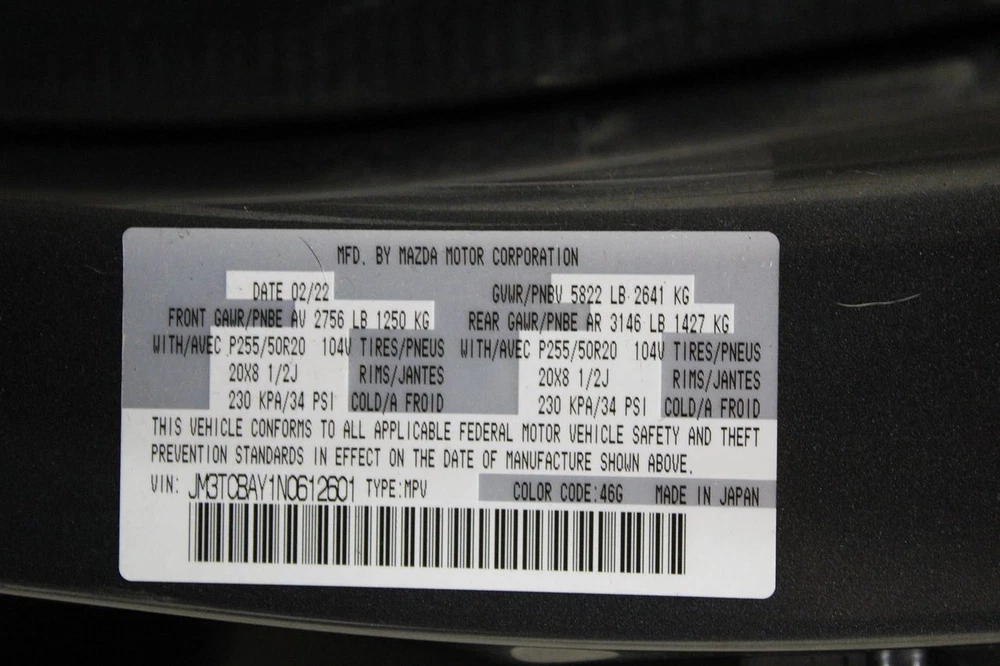 MFD. BY MAZDA MOTOR CORPORATION
DATE 02/22 GVWR/PNBV 5822 LB 2641 KG
FRONT GAWR/PNBE AV 2756 LB 1250 KG REAR GAWR/PNBE AR 3146 LB 1427 KG
WITH/AVEC P255/50R20 104V TIRES/PNEUS WITH/AVEC P255/50R20 104V TIRES/PNEUS
20X8 1/2J RIMS/JANTES 20X8 1/2J RIMS/JANTES
230 KPA/34 PSI COLD/A FROID 230 KPA/34 PSI COLD/A FROID
THIS VEHICLE CONFORMS TO ALL APPLICABLE FEDERAL MOTOR VEHICLE SAFETY AND THEFT
PREVENTION STANDARDS IN EFFECT ON THE DATE OF MANUFACTURE SHOWN ABOVE.
VIN: JM3TCBAY1N0612601 TYPE:MPV COLOR CODE:46G MADE IN JAPAN